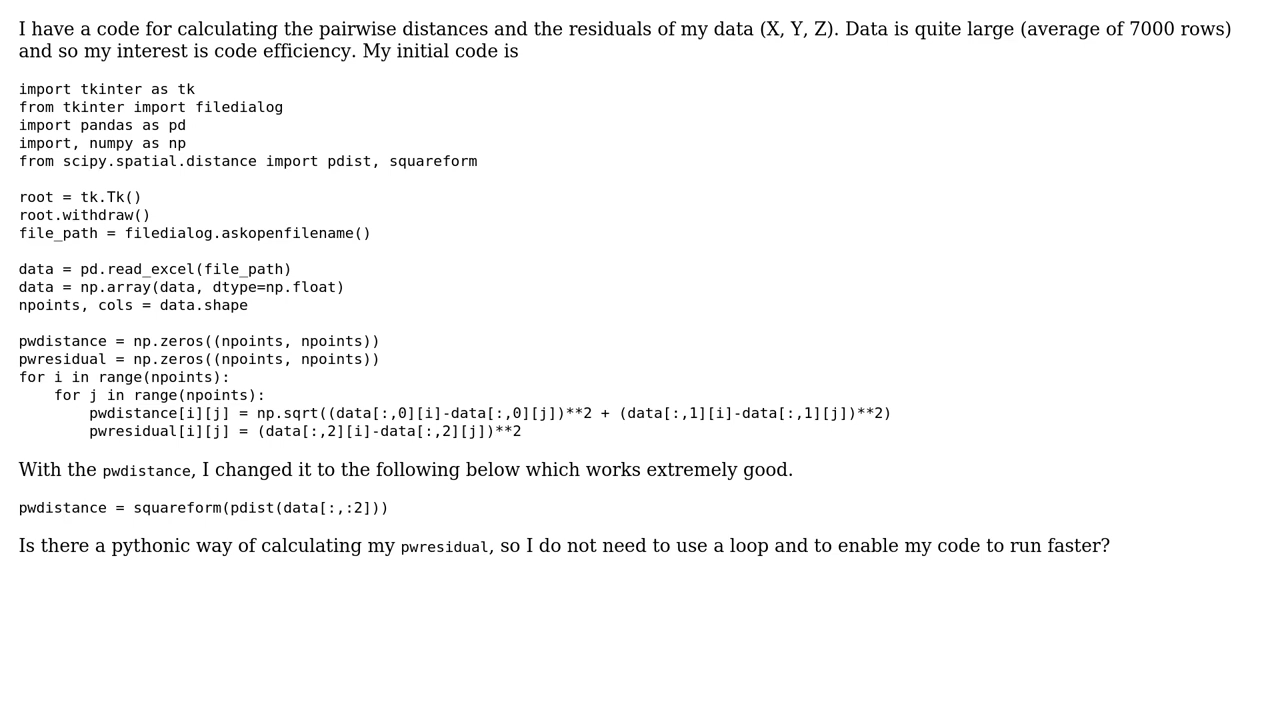 I have a code for calculating the pairwise distances and the residuals of my data (X, Y, Z). Data is quite large (average of 7000 rows)
and so my interest is code efficiency. My initial code is
import tkinter as tk
from tkinter import filedialog
import pandas as pd
import, numpy as np
from scipy.spatial.distance import pdist, squareform
root = tk.Tk()
root.withdraw()
file_path = filedialog.askopenfilename()
data = pd.read_excel(file_path)
data = np.array(data, dtype=np.float)
npoints, cols = data.shape
pwdistance = np.zeros((npoints, npoints))
pwresidual = np.zeros((npoints, npoints))
for i in range(npoints):
    for j in range(npoints):
        pwdistance[i][j] = np.sqrt((data[:,0][i]-data[:,0][j])**2 + (data[:,1][i]-data[:,1][j])**2)
        pwresidual[i][j] = (data[:,2][i]-data[:,2][j])**2
With the pwdistance, I changed it to the following below which works extremely good.
pwdistance = squareform(pdist(data[:,:2]))
Is there a pythonic way of calculating my pwresidual, so I do not need to use a loop and to enable my code to run faster?